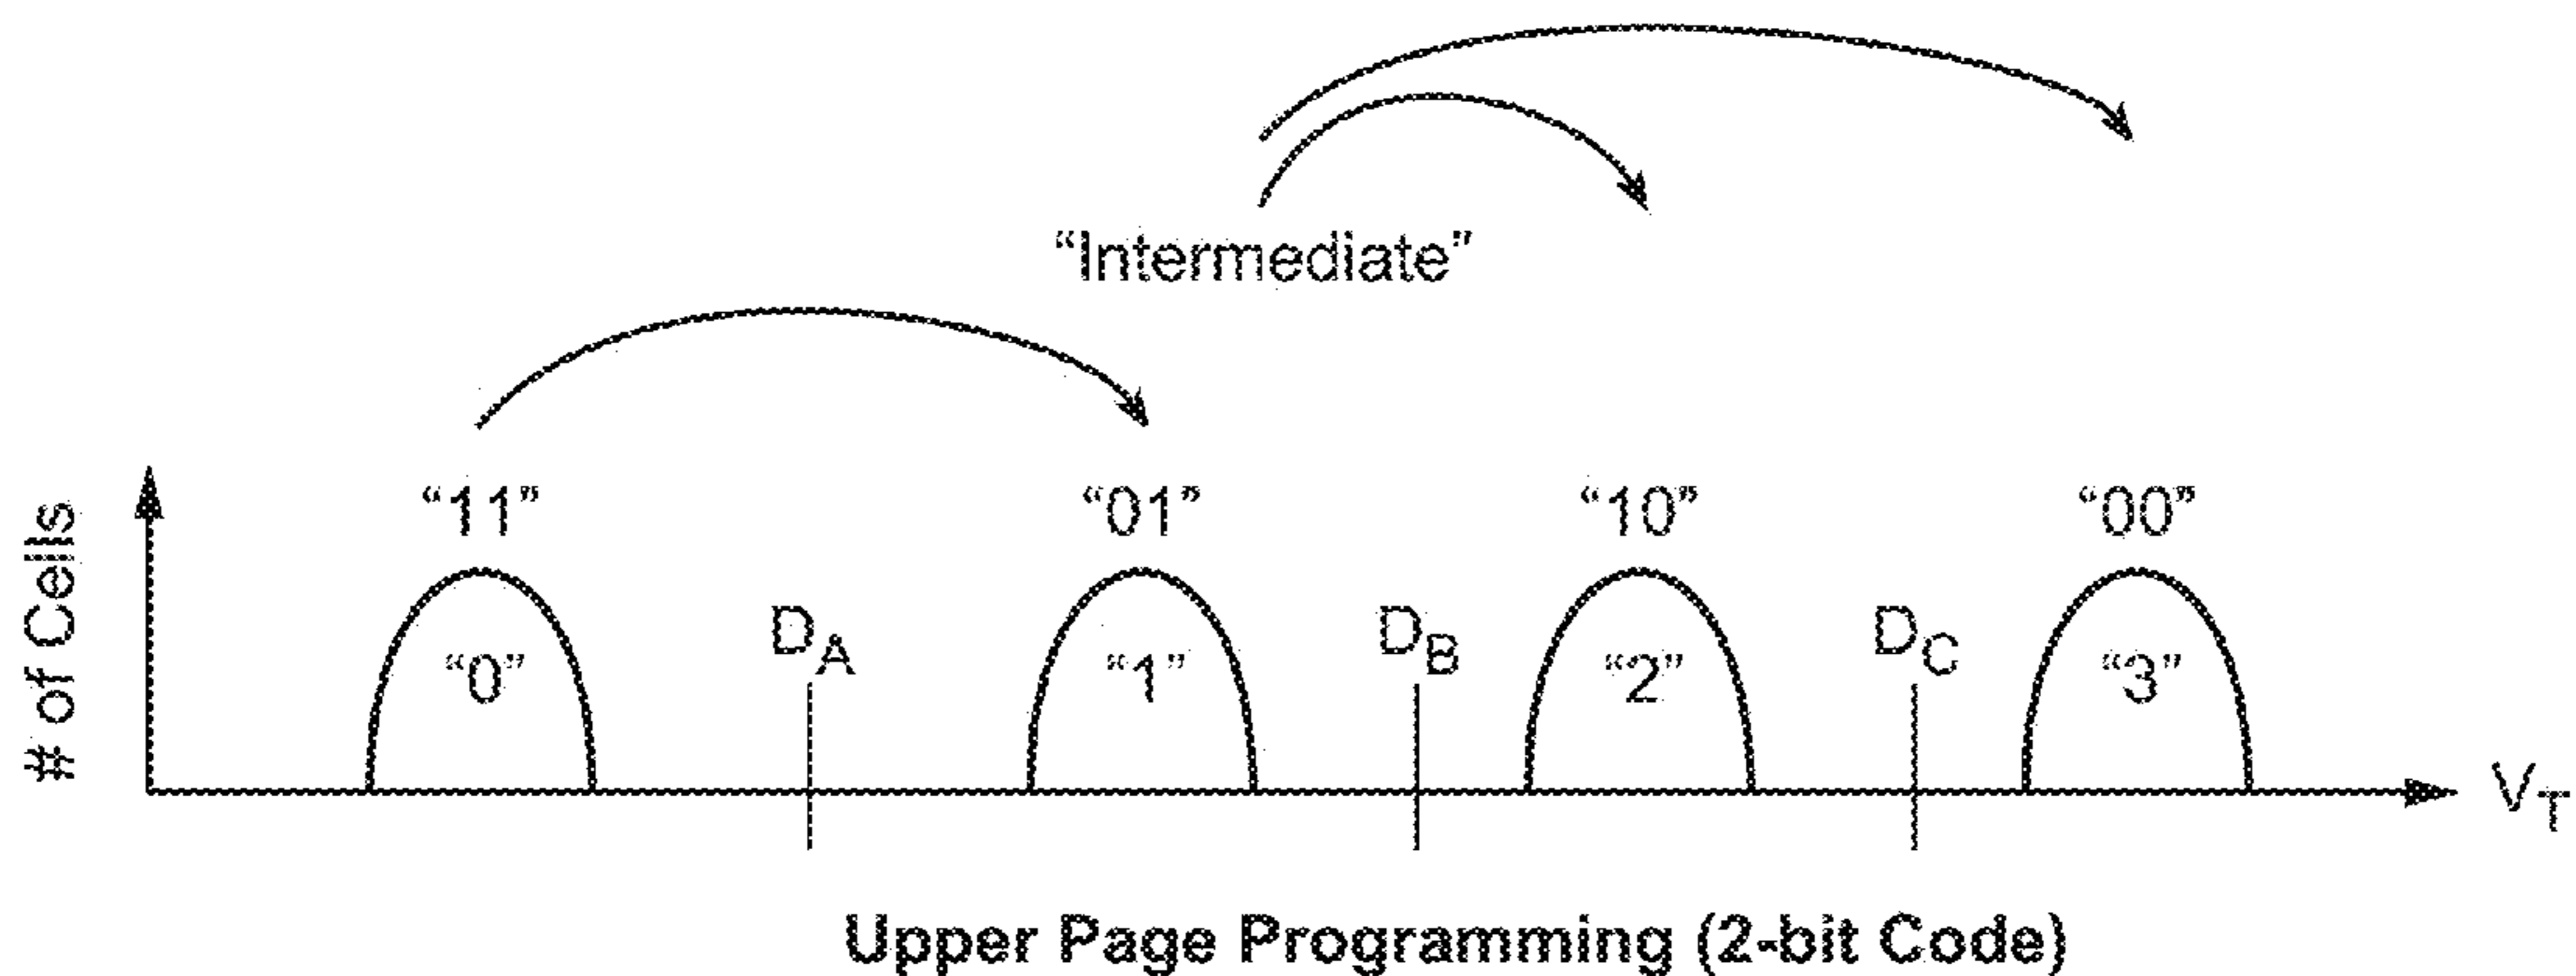 “Intermediate”
“11” “01” “10” “00”
# of Cells
D_A D_B D_C
“0” “1” “2” “3”
V_T
Upper Page Programming (2-bit Code)